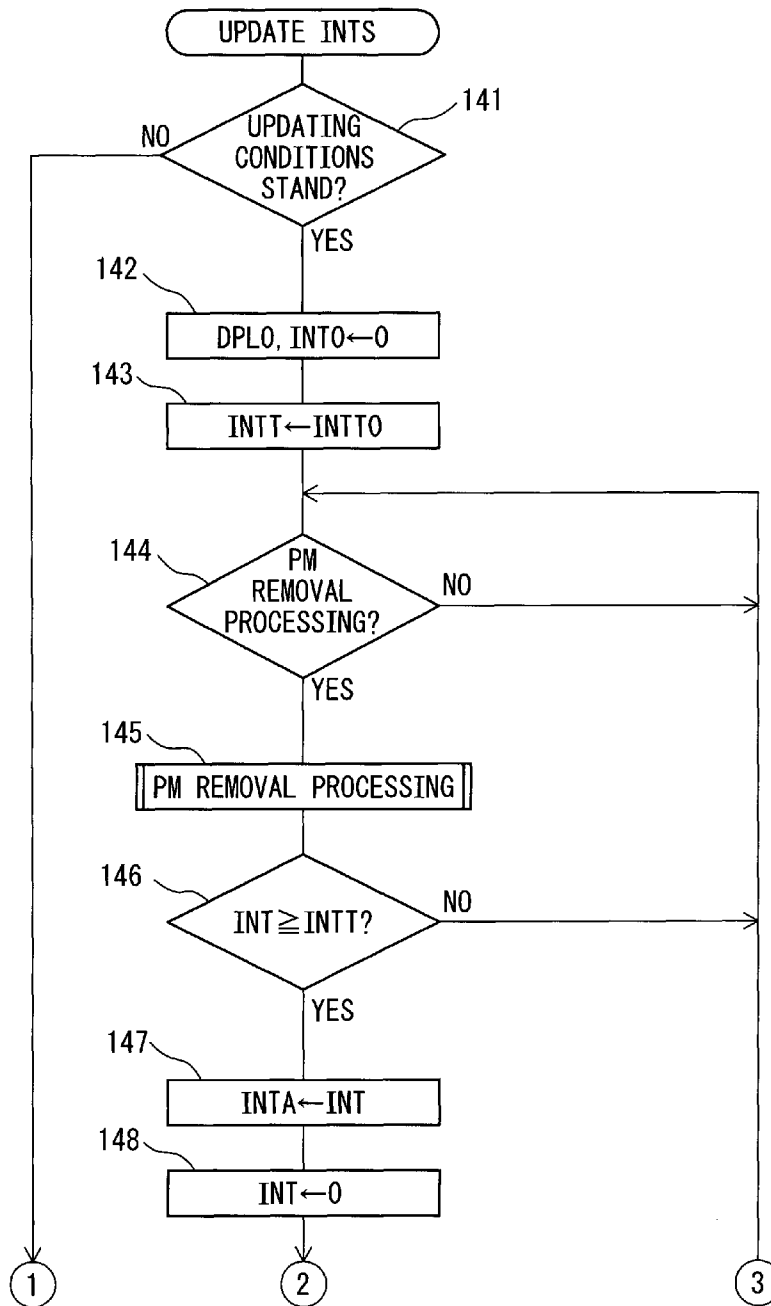 UPDATE INTS
141
NO
UPDATING
CONDITIONS
STAND?
YES
142
DPL0, INT0←0
143
INTT←INTT0
144
PM
REMOVAL
PROCESSING?
NO
YES
145
PM REMOVAL PROCESSING
146
INT≧INTT?
NO
YES
147
INTA←INT
148
INT←0
1
2
3